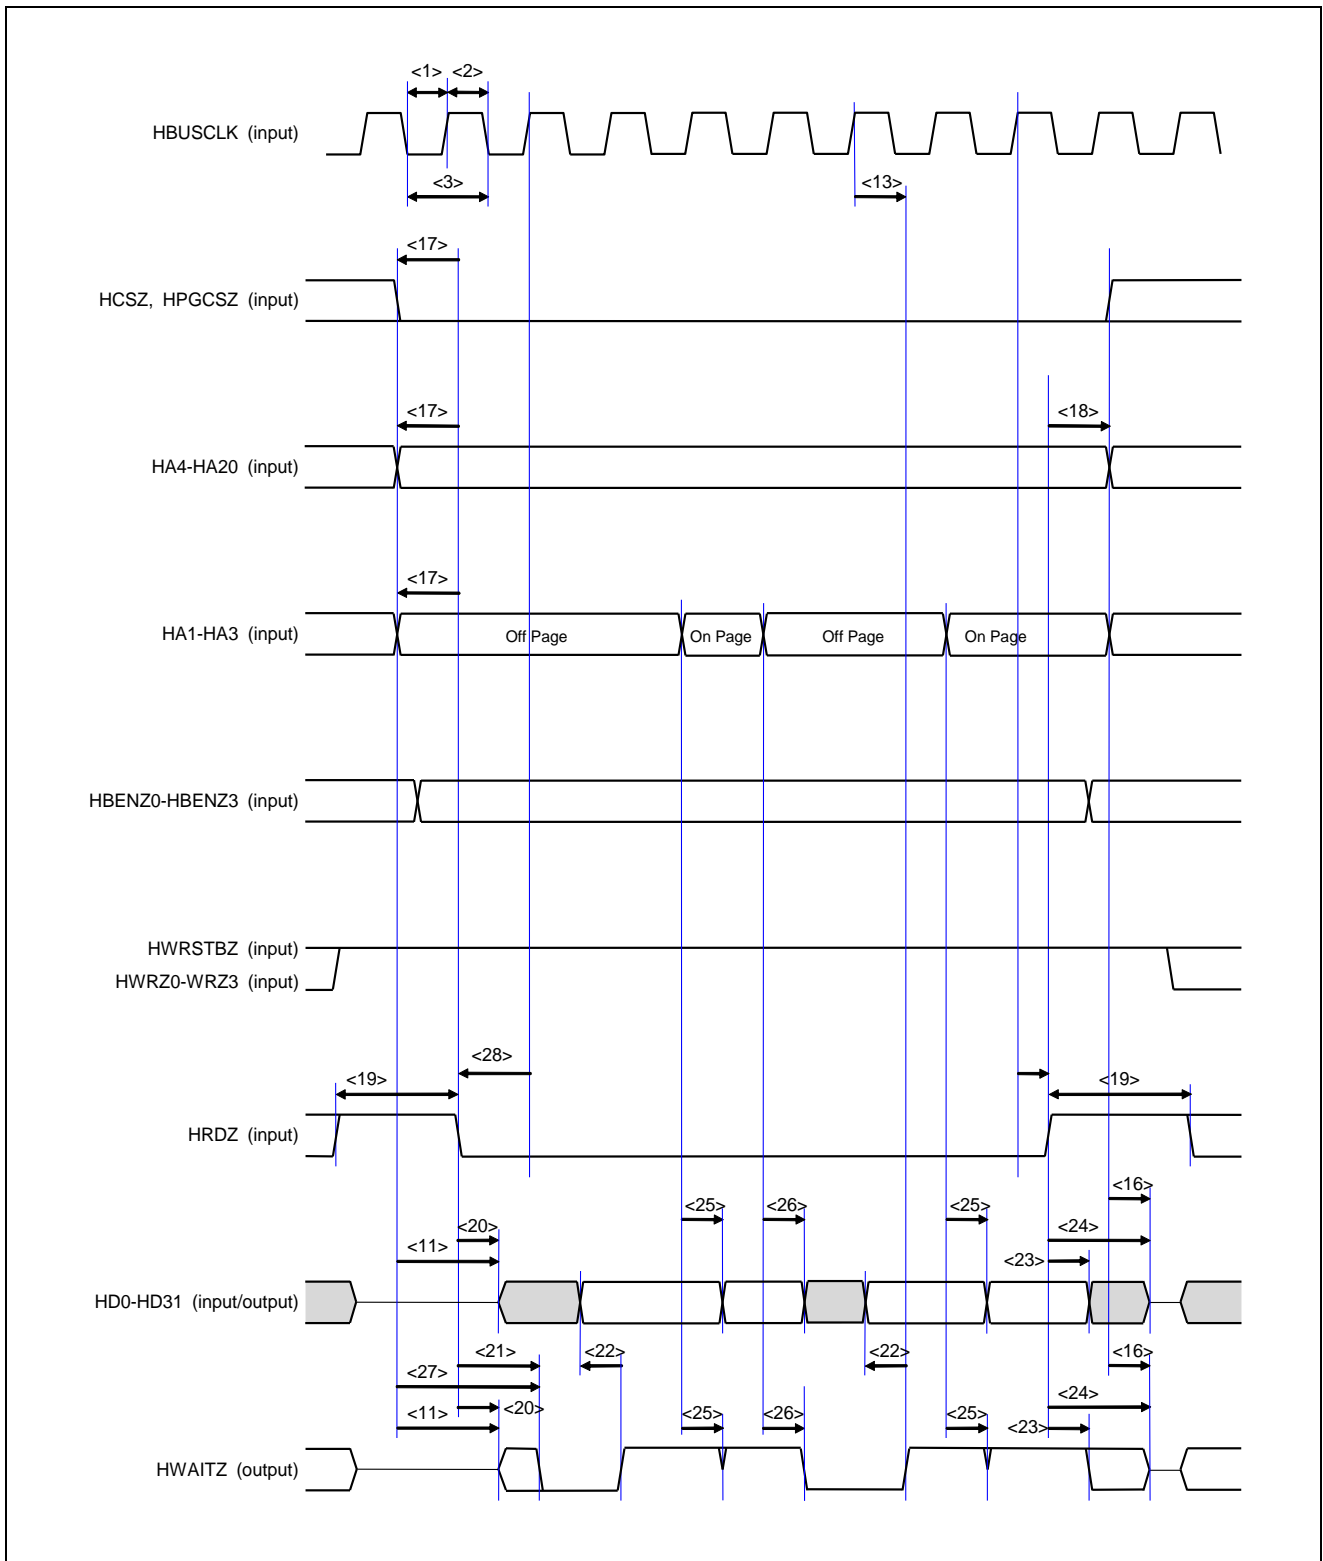 <1> <2>
HBUSCLK (input)
<3> <13>
<17>
HCSZ, HPGCSZ (input)
<17> <18>
HA4-HA20 (input)
<17>
HA1-HA3 (input) Off Page On Page Off Page On Page
HBENZ0-HBENZ3 (input)
HWRSTBZ (input)
HWRZ0-WRZ3 (input)
<28>
<19> <19>
HRDZ (input)
<16>
<25> <26> <25> <24>
<20>
<11> <23>
HD0-HD31 (input/output)
<21> <22> <22> <16>
<27> <24>
<20>
<11> <25> <26> <25> <23>
HWAITZ (output)